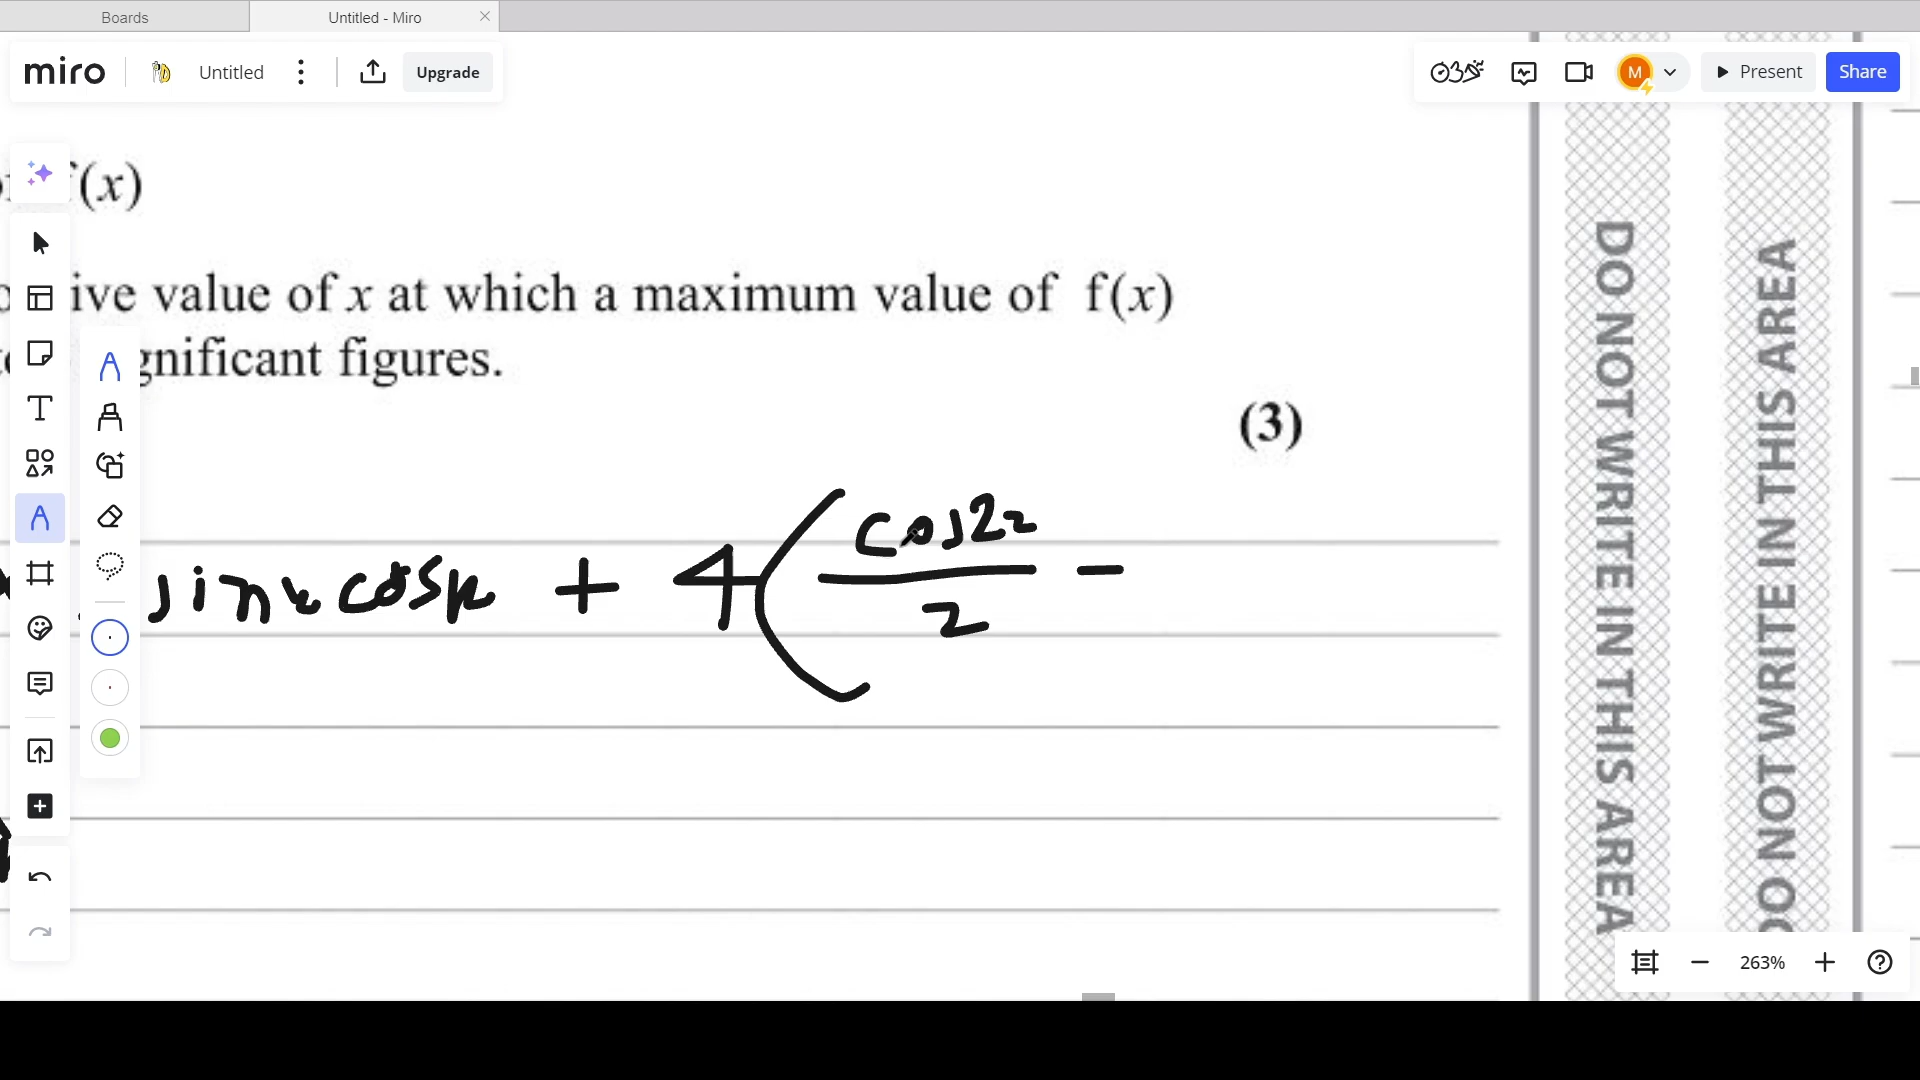 Boards
Untitled - Miro
miro
Untitled
Upgrade
M
Present
Share
f(x)
ive value of x at which a maximum value of f(x)
gnificant figures.
(3)
sinx cosx + 4( cos2x / 2 -
DO NOT WRITE IN THIS AREA
DO NOT WRITE IN THIS AREA
263%